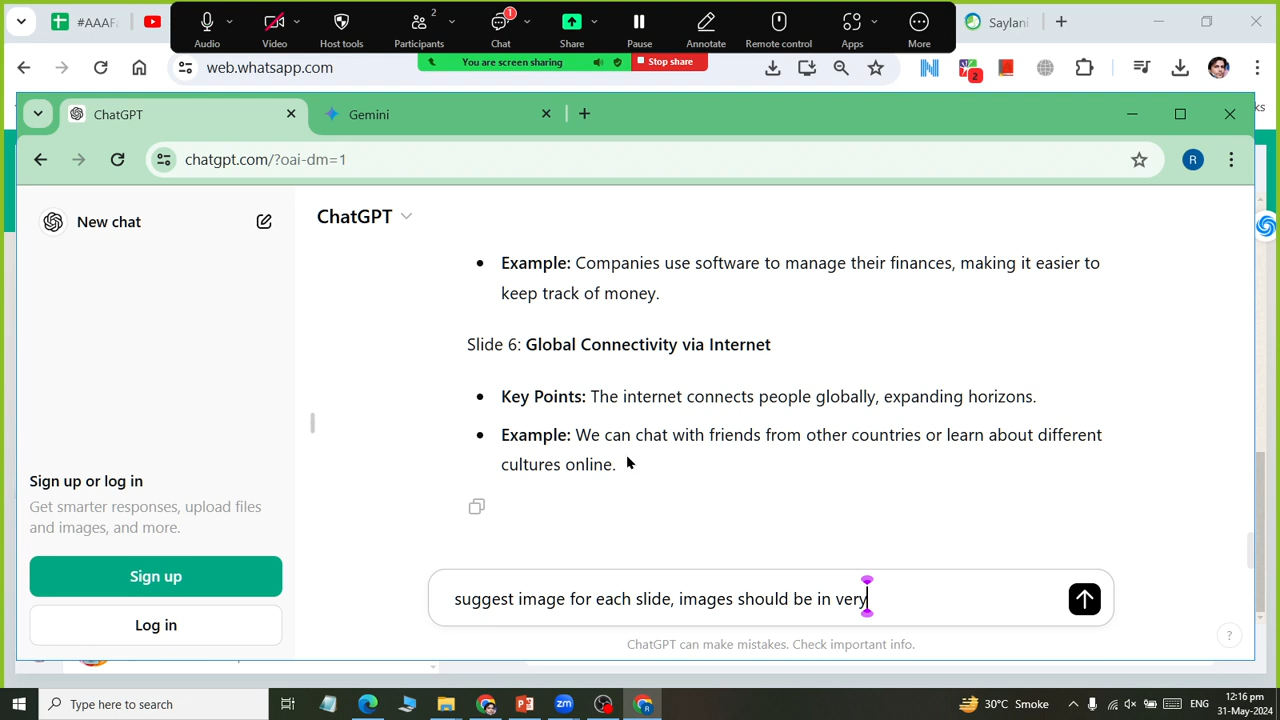 #AAAF
Saylani
Audio
Video
Host tools
2
Participants
1
Chat
Share
Pause
Annotate
Remote control
Apps
More
You are screen sharing
Stop share
web.whatsapp.com
2
ChatGPT
Gemini
chatgpt.com/?oai-dm=1
R
New chat
ChatGPT
Example: Companies use software to manage their finances, making it easier to
keep track of money.
Slide 6: Global Connectivity via Internet
Key Points: The internet connects people globally, expanding horizons.
Example: We can chat with friends from other countries or learn about different
cultures online.
Sign up or log in
Get smarter responses, upload files
and images, and more.
Sign up
Log in
suggest image for each slide, images should be in very
ChatGPT can make mistakes. Check important info.
?
Type here to search
30°C Smoke
ENG
12:16 pm
31-May-2024